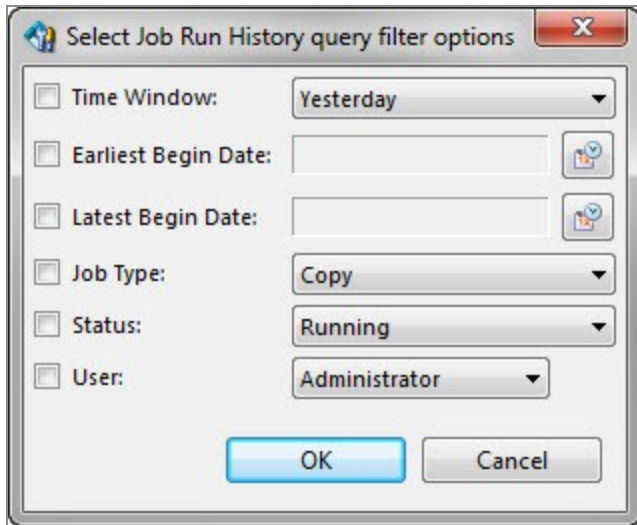 Select Job Run History query filter options
Time Window: Yesterday
Earliest Begin Date:
Latest Begin Date:
Job Type: Copy
Status: Running
User: Administrator
OK Cancel